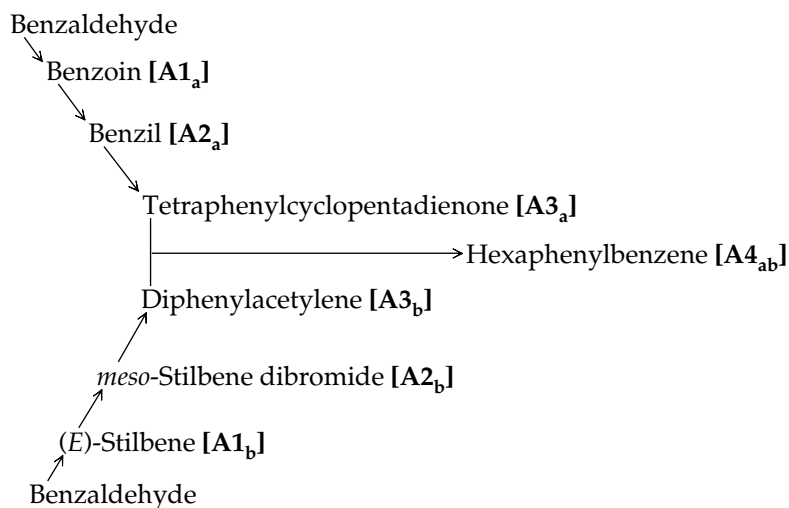 Benzaldehyde
Benzoin [A1a]
Benzil [A2a]
Tetraphenylcyclopentadienone [A3a]
Hexaphenylbenzene [A4ab]
Diphenylacetylene [A3b]
meso-Stilbene dibromide [A2b]
(E)-Stilbene [A1b]
Benzaldehyde